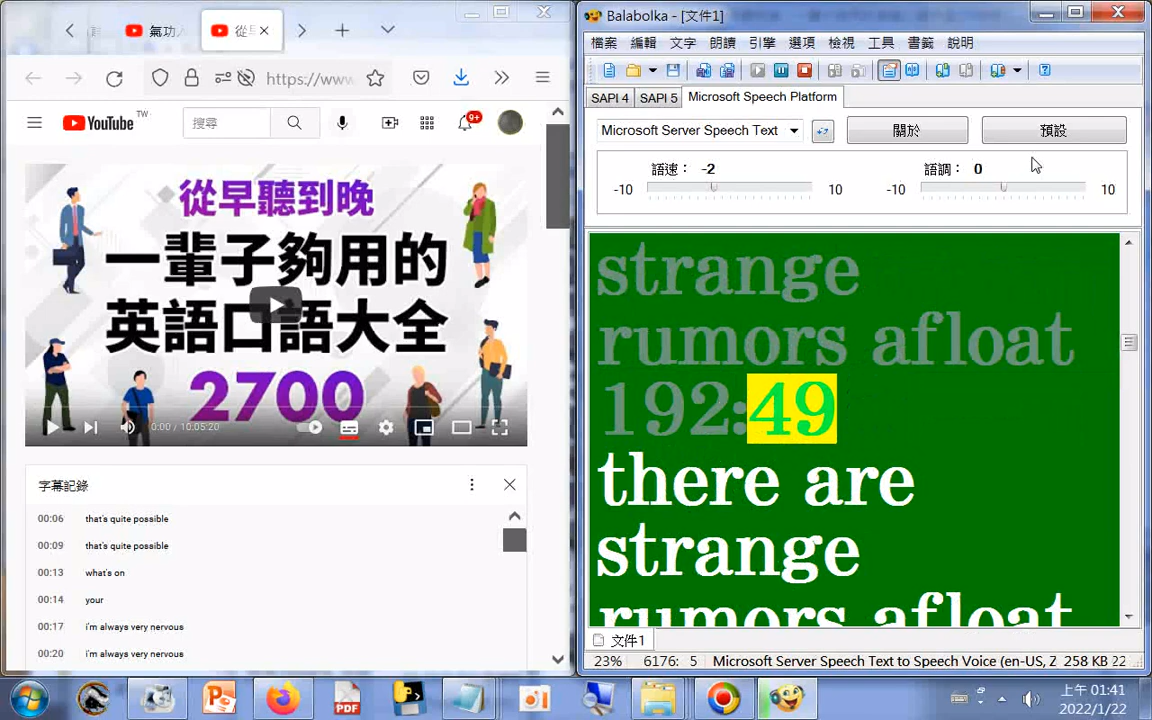 氣功
從
https://www
YouTube TW
搜尋
9+
從早聽到晚
一輩子夠用的
英語口語大全
2700
0:00 / 10:05:20
字幕記錄
00:06 that's quite possible
00:09 that's quite possible
00:13 what's on
00:14 your
00:17 i'm always very nervous
00:20 i'm always very nervous
Balabolka - [文件1]
檔案 編輯 文字 朗讀 引擎 選項 檢視 工具 書籤 說明
SAPI 4 SAPI 5 Microsoft Speech Platform
Microsoft Server Speech Text 關於 預設
語速： -2 語調： 0
-10 10 -10 10
strange
rumors afloat
192:49
there are
strange
rumors afloat
文件1
23% 6176: 5 Microsoft Server Speech Text to Speech Voice (en-US, Z 258 KB 22
PDF
上午 01:41
2022/1/22